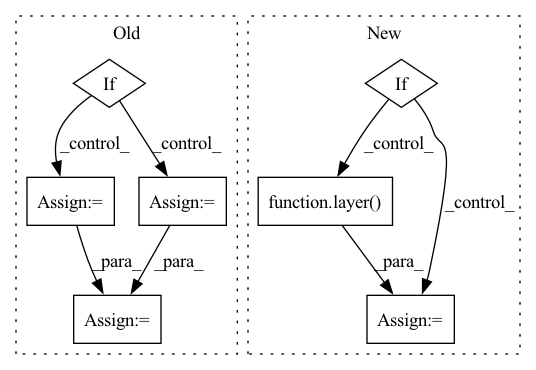 Old
New
If
If
_control_
_control_
_control_
_control_
Assign:=
Assign:=
function.layer()
_para_
_para_
_para_
Assign:=
Assign:=